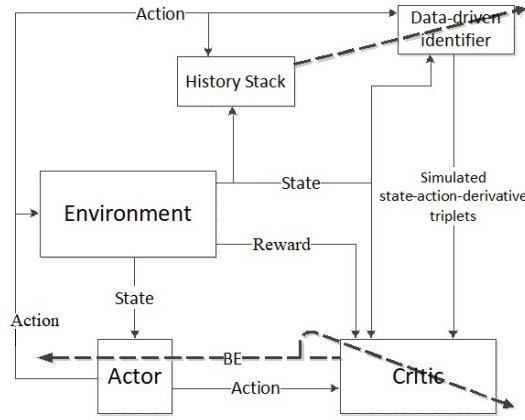 Action
Data-driven
identifier
History Stack
State
Simulated
state-action-derivative
triplets
Environment
Reward
State
Action
BE
Actor
Action
Critic